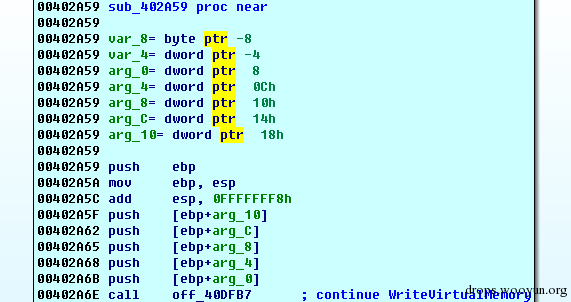 00402A59 sub_402A59 proc near
00402A59
00402A59 var_8= byte ptr -8
00402A59 var_4= dword ptr -4
00402A59 arg_0= dword ptr  8
00402A59 arg_4= dword ptr  0Ch
00402A59 arg_8= dword ptr  10h
00402A59 arg_C= dword ptr  14h
00402A59 arg_10= dword ptr  18h
00402A59
00402A59 push    ebp
00402A5A mov     ebp, esp
00402A5C add     esp, 0FFFFFFF8h
00402A5F push    [ebp+arg_10]
00402A62 push    [ebp+arg_C]
00402A65 push    [ebp+arg_8]
00402A68 push    [ebp+arg_4]
00402A6B push    [ebp+arg_0]
00402A6E call    off_40DFB7      ; continue WriteVirtualMemory
drops.wooyun.org